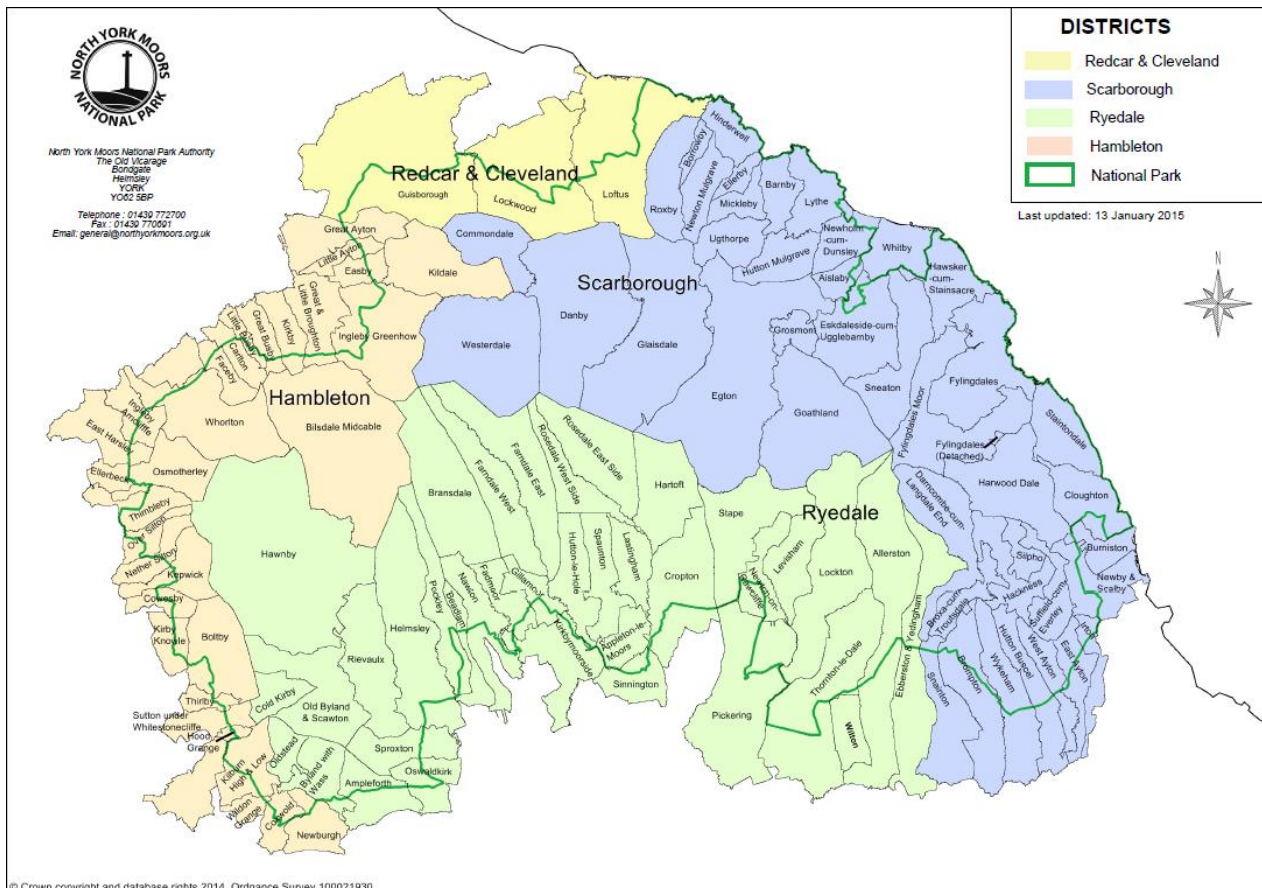 NORTH YORK MOORS
NATIONAL PARK
North York Moors National Park Authority
The Old Vicarage
Bondgate
Helmsley
YORK
YO62 5BP
Telephone : 01439 772700
Fax : 01439 770691
Email: general@northyorkmoors.org.uk
DISTRICTS
Redcar & Cleveland
Scarborough
Ryedale
Hambleton
National Park
Last updated: 13 January 2015
N
Redcar & Cleveland
Guisborough
Lockwood
Loftus
Hinderwell
Borrowby
Roxby
Newton Mulgrave
Ellerby
Mickleby
Barnby
Lythe
Ugthorpe
Hutton Mulgrave
Newholm-
cum-
Dunsley
Whitby
Aislaby
Hawsker-
cum-
Stainsacre
Great Ayton
Little Ayton
Easby
Kildale
Commondale
Scarborough
Danby
Glaisdale
Westerdale
Grosmont
Eskdaleside-cum-
Ugglebarnby
Sneaton
Egton
Goathland
Fylingdales Moor
Fylingdales
Fylingdales
(Detached)
Staintondale
Harwood Dale
Cloughton
Darncombe-cum-
Langdale End
Burniston
Newby &
Scalby
Silpho
Hackness
Suffield-cum-
Everley
Broxa-cum-
Troutsdale
Irton
East Ayton
West Ayton
Hutton Buscel
Wykeham
Brompton
Snainton
Great &
Little Broughton
Kirkby
Great Busby
Little Busby
Carlton
Faceby
Ingleby Greenhow
Hambleton
Whorlton
Bilsdale Midcable
Ingleby
Arncliffe
East Harsley
Ellerbeck
Osmotherley
Thimbleby
Over Silton
Nether Silton
Kepwick
Cowesby
Kirby
Knowle
Boltby
Thirlby
Sutton under
Whitestonecliffe
Hood
Grange
Kilburn
High & Low
Wildon
Grange
Coxwold
Newburgh
Ryedale
Hawnby
Bransdale
Farndale West
Farndale East
Rosedale West Side
Rosedale East Side
Hartoft
Stape
Levisham
Lockton
Allerston
Newton-on-
Rawcliffe
Cropton
Lastingham
Spaunton
Hutton-le-Hole
Gillamoor
Fadmoor
Nawton
Beadlam
Pockley
Helmsley
Rievaulx
Kirkbymoorside
Appleton-le-
Moors
Sinnington
Pickering
Thornton-le-Dale
Wilton
Ebberston & Yedingham
Cold Kirby
Old Byland
& Scawton
Oldstead
Byland with
Wass
Sproxton
Oswaldkirk
Ampleforth
© Crown copyright and database rights 2014. Ordnance Survey 100021930